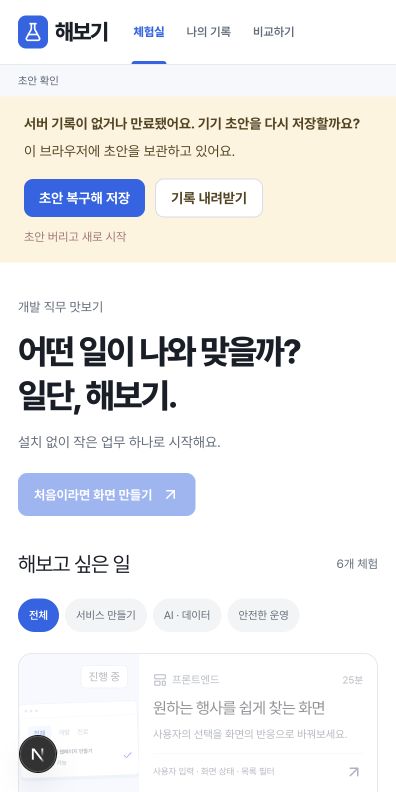 해보기
체험실
나의 기록
비교하기
초안 확인
서버 기록이 없거나 만료됐어요. 기기 초안을 다시 저장할까요?
이 브라우저에 초안을 보관하고 있어요.
초안 복구해 저장
기록 내려받기
초안 버리고 새로 시작
개발 직무 맛보기
어떤 일이 나와 맞을까?
일단, 해보기.
설치 없이 작은 업무 하나로 시작해요.
처음이라면 화면 만들기
해보고 싶은 일
6개 체험
전체
서비스 만들기
AI · 데이터
안전한 운영
진행 중
프론트엔드
25분
원하는 행사를 쉽게 찾는 화면
사용자의 선택을 화면의 반응으로 바꿔보세요.
전체 개발 진로
N
사용자 입력 · 화면 상태 · 목록 필터